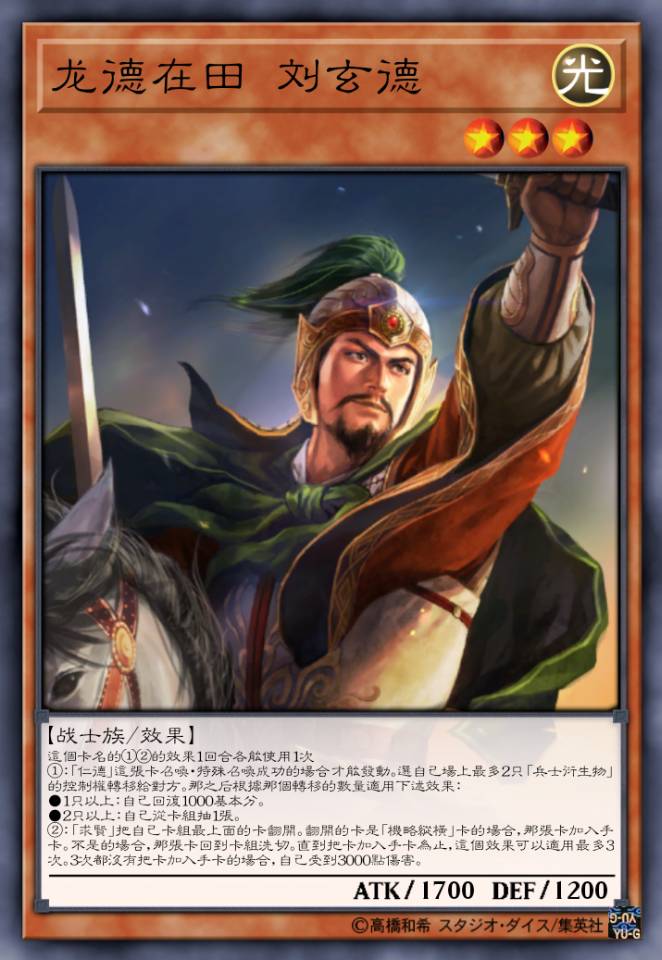 龙德在田 刘玄德
光
【战士族/效果】
這個卡名的①②的效果1回合各能使用1次
①:「仁德」這張卡召喚·特殊召喚成功的場合才能發動。選自己場上最多2只「兵士衍生物」
的控制權轉移給對方。那之後根據那個轉移的數量適用下述效果:
●1只以上:自己回復1000基本分。
●2只以上:自己從卡組抽1張。
②:「求賢」把自己卡組最上面的卡翻開。翻開的卡是「機略縱橫」卡的場合,那張卡加入手
卡。不是的場合,那張卡回到卡組洗切。直到把卡加入手卡為止,這個效果可以適用最多3
次。3次都沒有把卡加入手卡的場合,自己受到3000點傷害。
ATK/1700 DEF/1200
©高橋和希 スタジオ・ダイス/集英社